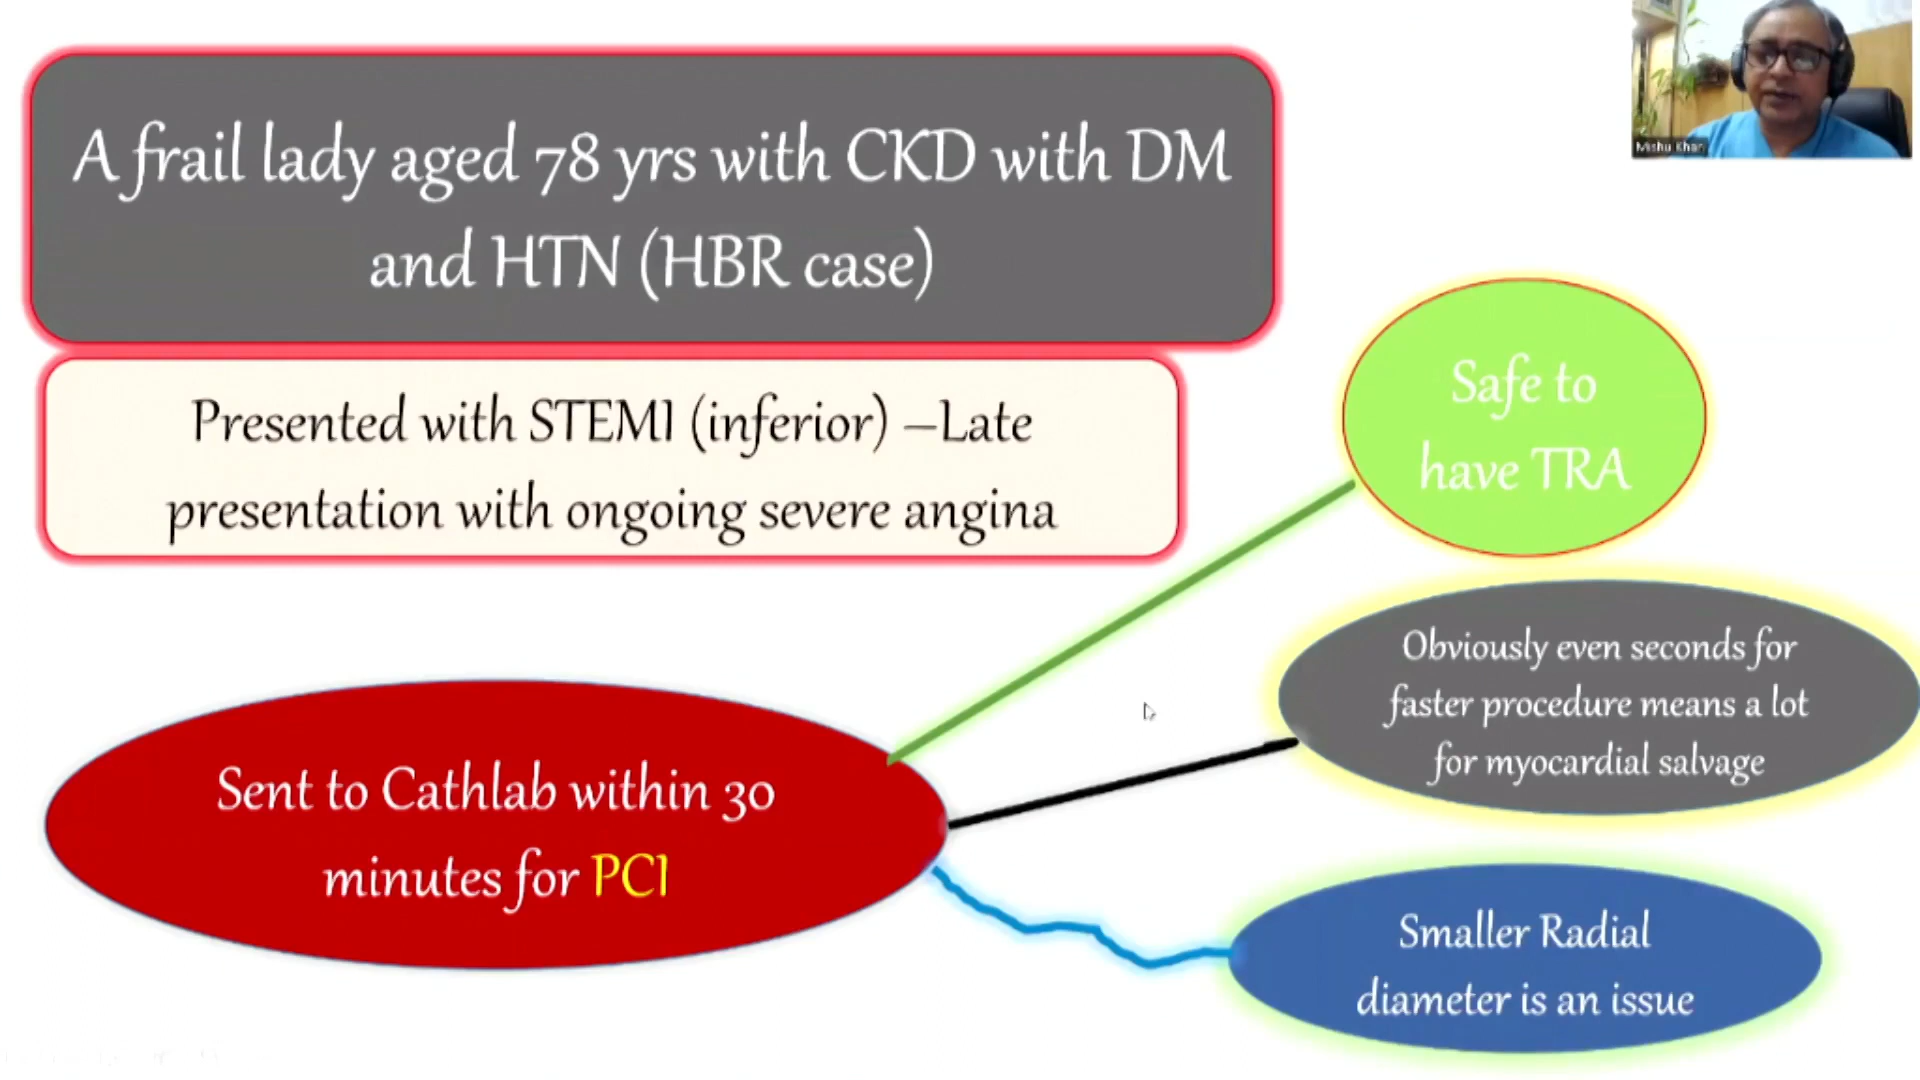 A frail lady aged 78 yrs with CKD with DM
and HTN (HBR case)
Presented with STEMI (inferior) –Late
presentation with ongoing severe angina
Safe to
have TRA
Obviously even seconds for
faster procedure means a lot
for myocardial salvage
Sent to Cathlab within 30
minutes for PCI
Smaller Radial
diameter is an issue
Mishu Khan